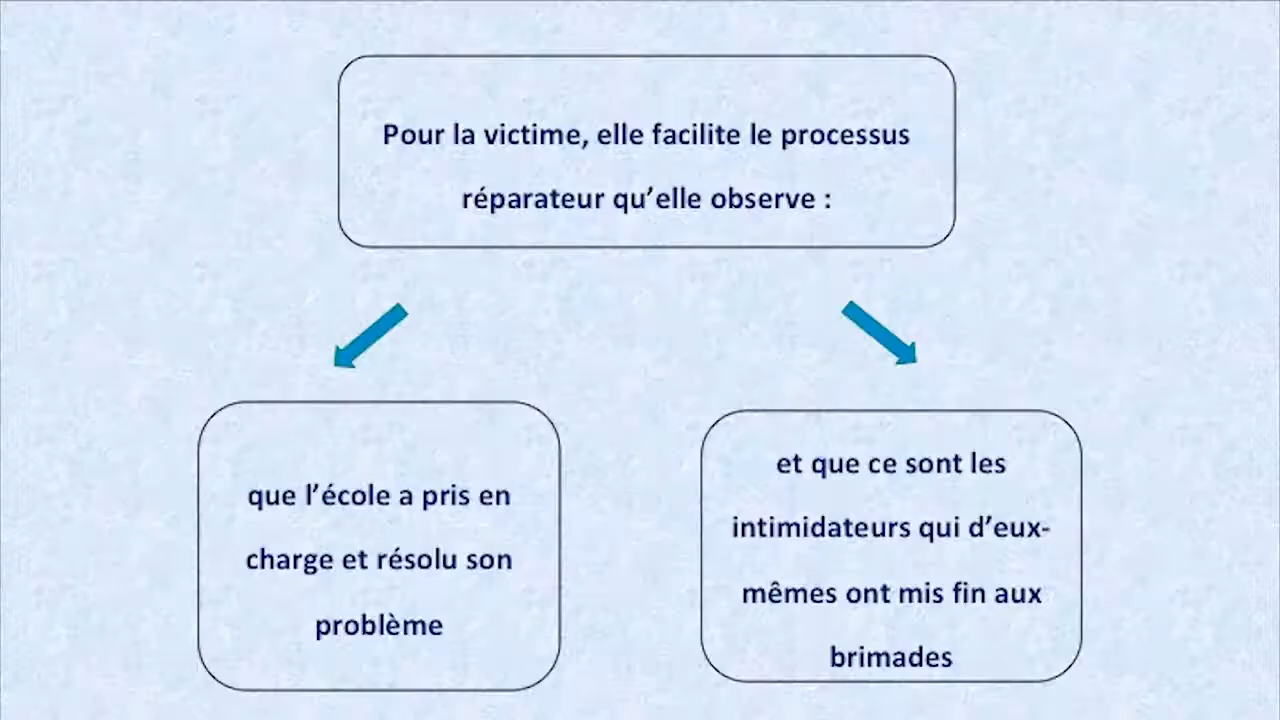 Pour la victime, elle facilite le processus
réparateur qu’elle observe :
que l’école a pris en
charge et résolu son
problème
et que ce sont les
intimidateurs qui d’eux-
mêmes ont mis fin aux
brimades